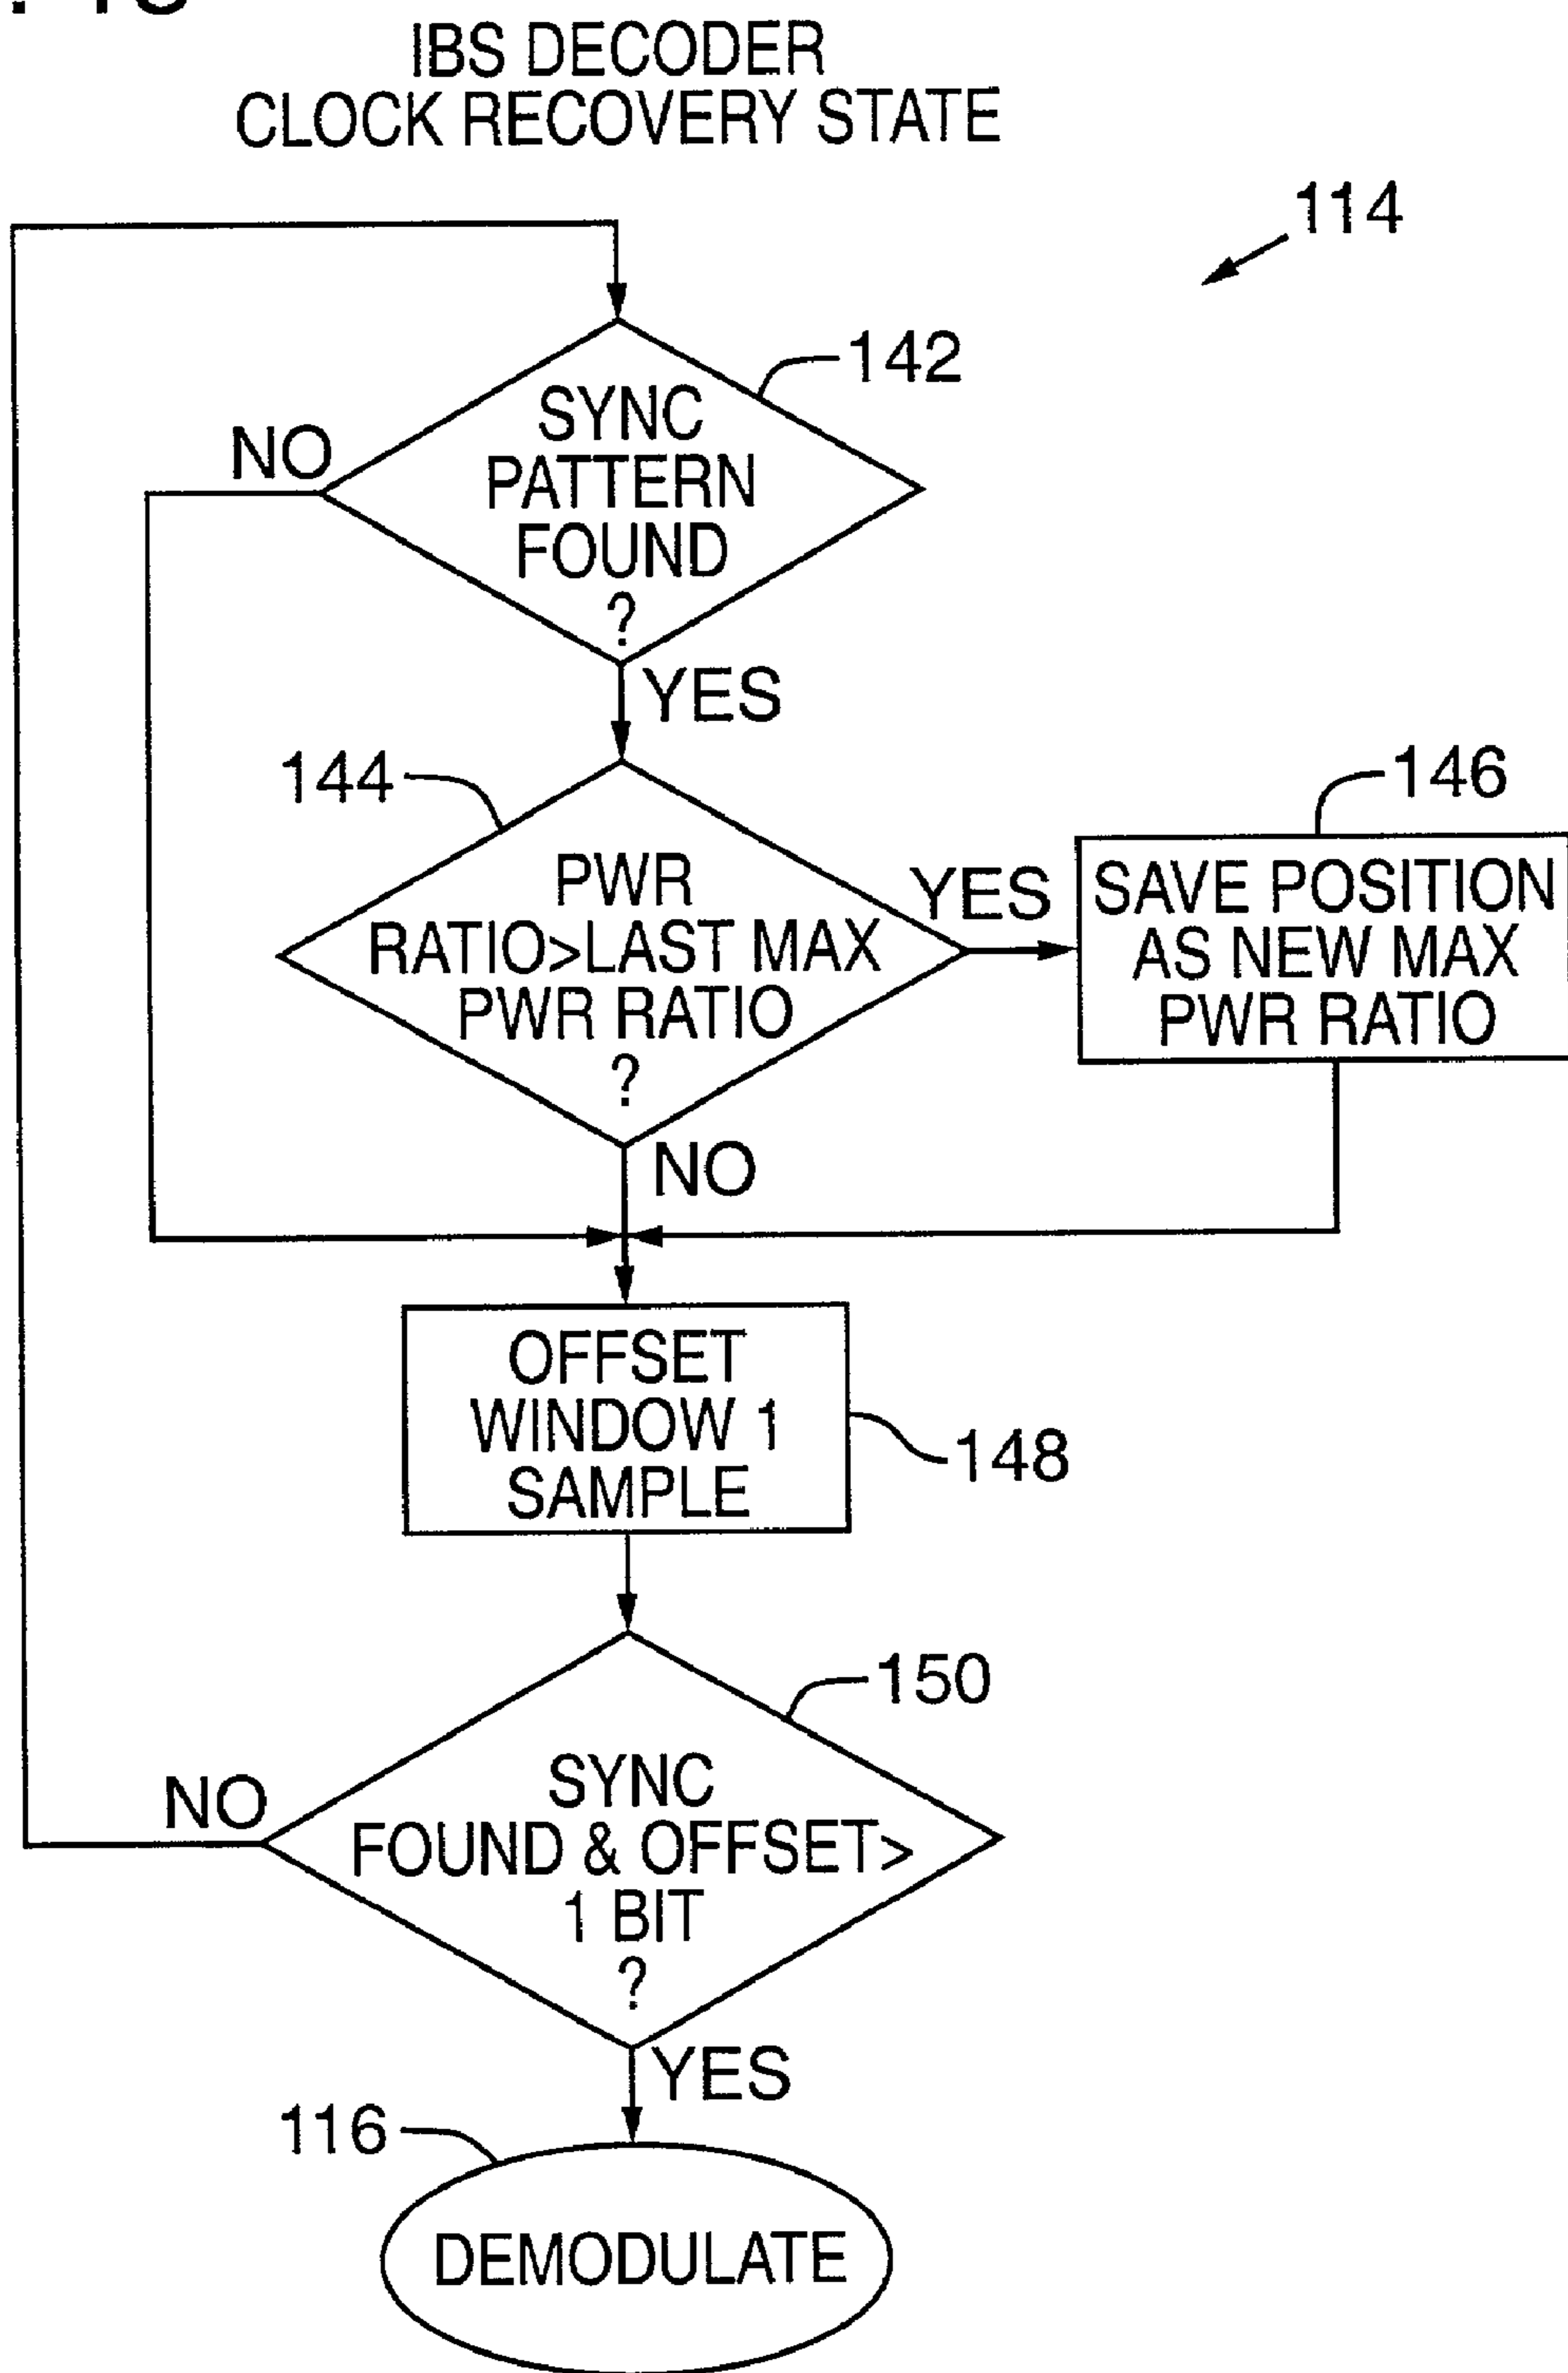 IBS DECODER
CLOCK RECOVERY STATE
114
142
SYNC
PATTERN
FOUND
?
NO
YES
144
PWR
RATIO>LAST MAX
PWR RATIO
?
YES
146
SAVE POSITION
AS NEW MAX
PWR RATIO
NO
OFFSET
WINDOW 1
SAMPLE
148
150
SYNC
FOUND & OFFSET>
1 BIT
?
NO
YES
116
DEMODULATE